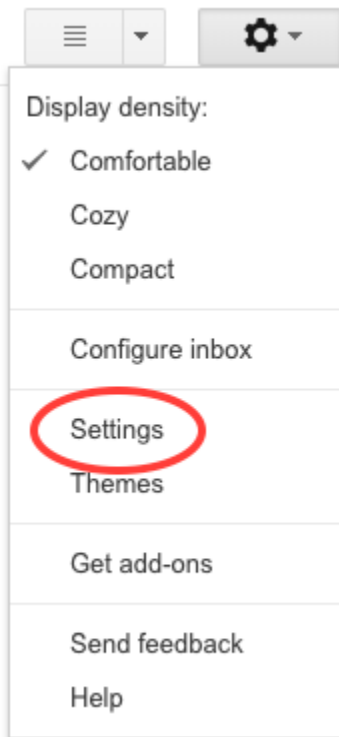 Display density:
Comfortable
Cozy
Compact
Configure inbox
Settings
Themes
Get add-ons
Send feedback
Help